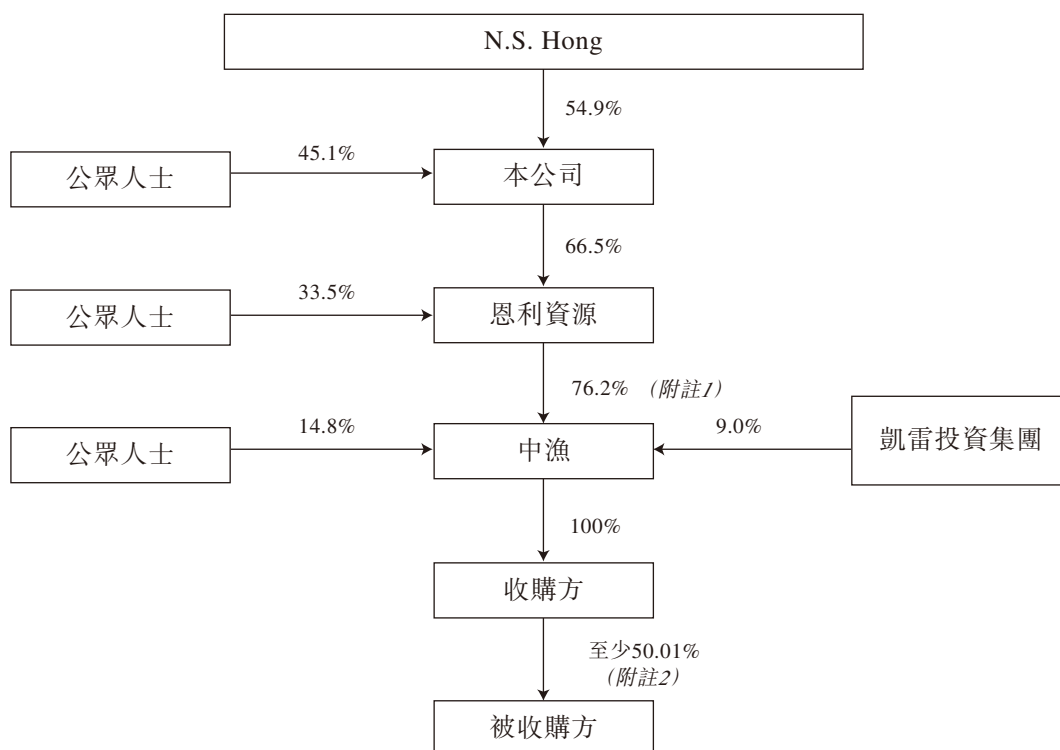 N.S. Hong
54.9%
公眾人士
45.1%
本公司
66.5%
公眾人士
33.5%
恩利資源
76.2% (附註1)
公眾人士
14.8%
中漁
9.0%
凱雷投資集團
100%
收購方
至少50.01%
(附註2)
被收購方